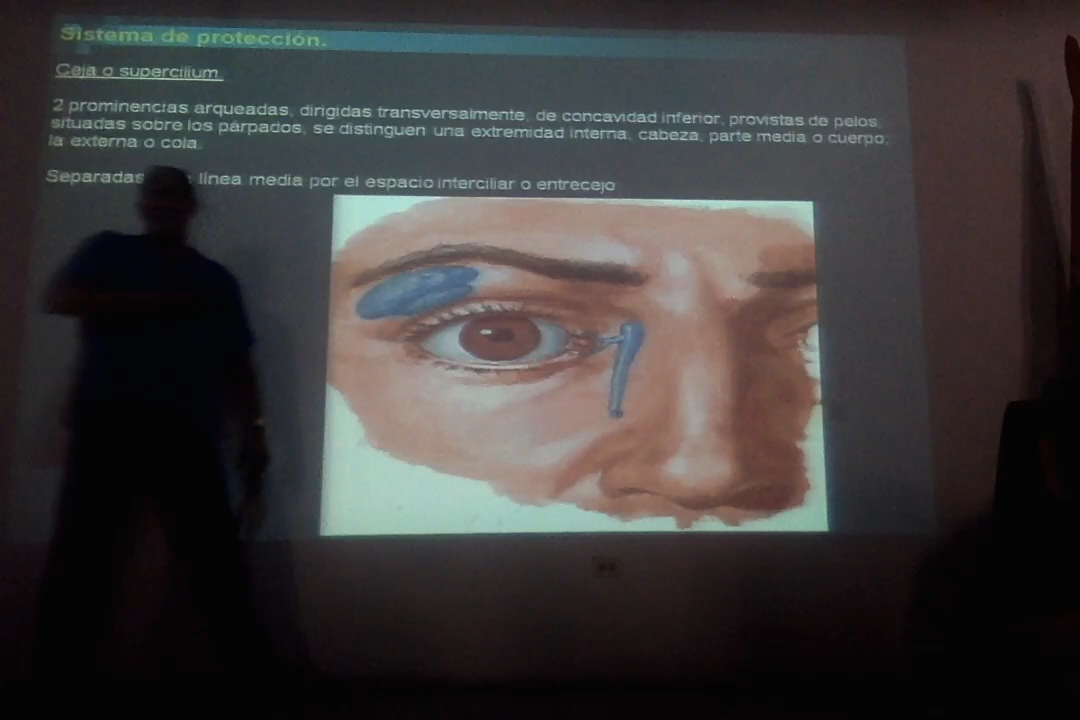 Sistema de protección.
Ceja o supercilium.
2 prominencias arqueadas, dirigidas transversalmente, de concavidad inferior, provistas de pelos,
situadas sobre los párpados, se distinguen una extremidad interna, cabeza, parte media o cuerpo,
la externa o cola.
Separadas línea media por el espacio interciliar o entrecejo